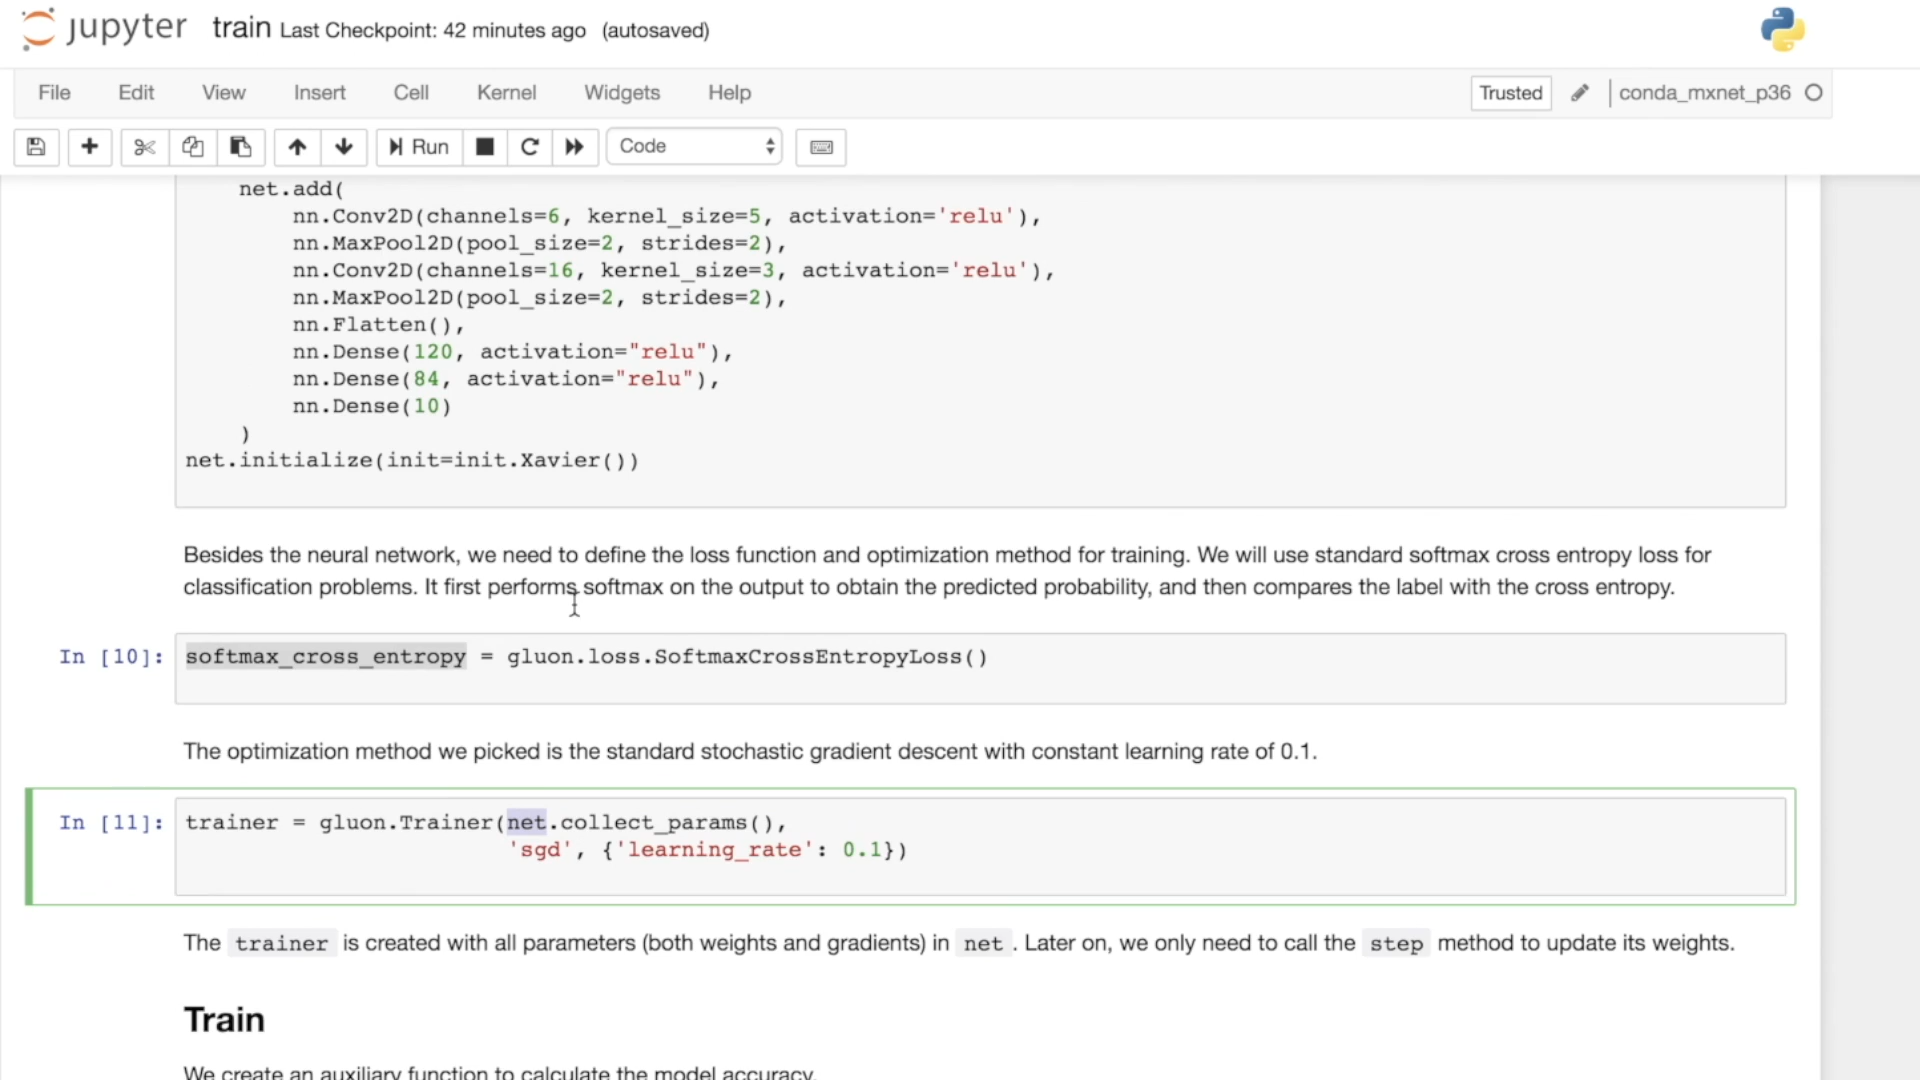 jupyter train Last Checkpoint: 42 minutes ago (autosaved)
File Edit View Insert Cell Kernel Widgets Help Trusted conda_mxnet_p36
Run Code
net.add(
nn.Conv2D(channels=6, kernel_size=5, activation='relu'),
nn.MaxPool2D(pool_size=2, strides=2),
nn.Conv2D(channels=16, kernel_size=3, activation='relu'),
nn.MaxPool2D(pool_size=2, strides=2),
nn.Flatten(),
nn.Dense(120, activation="relu"),
nn.Dense(84, activation="relu"),
nn.Dense(10)
)
net.initialize(init=init.Xavier())
Besides the neural network, we need to define the loss function and optimization method for training. We will use standard softmax cross entropy loss for
classification problems. It first performs softmax on the output to obtain the predicted probability, and then compares the label with the cross entropy.
In [10]: softmax_cross_entropy = gluon.loss.SoftmaxCrossEntropyLoss()
The optimization method we picked is the standard stochastic gradient descent with constant learning rate of 0.1.
In [11]: trainer = gluon.Trainer(net.collect_params(),
'sgd', {'learning_rate': 0.1})
The trainer is created with all parameters (both weights and gradients) in net . Later on, we only need to call the step method to update its weights.
Train
We create an auxiliary function to calculate the model accuracy.